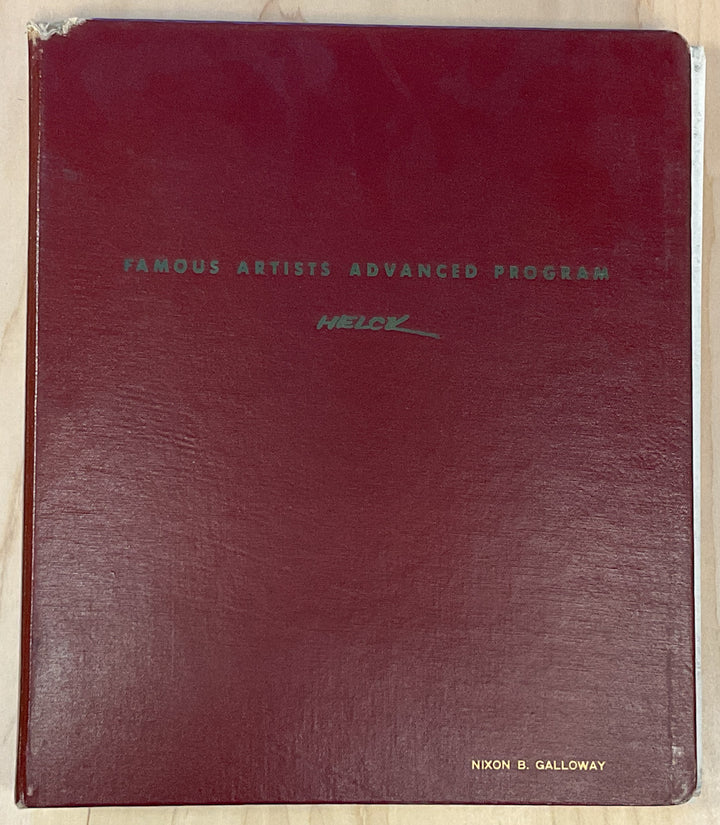 FAMOUS ARTISTS ADVANCED PROGRAM
HELCK
NIXON B. GALLOWAY